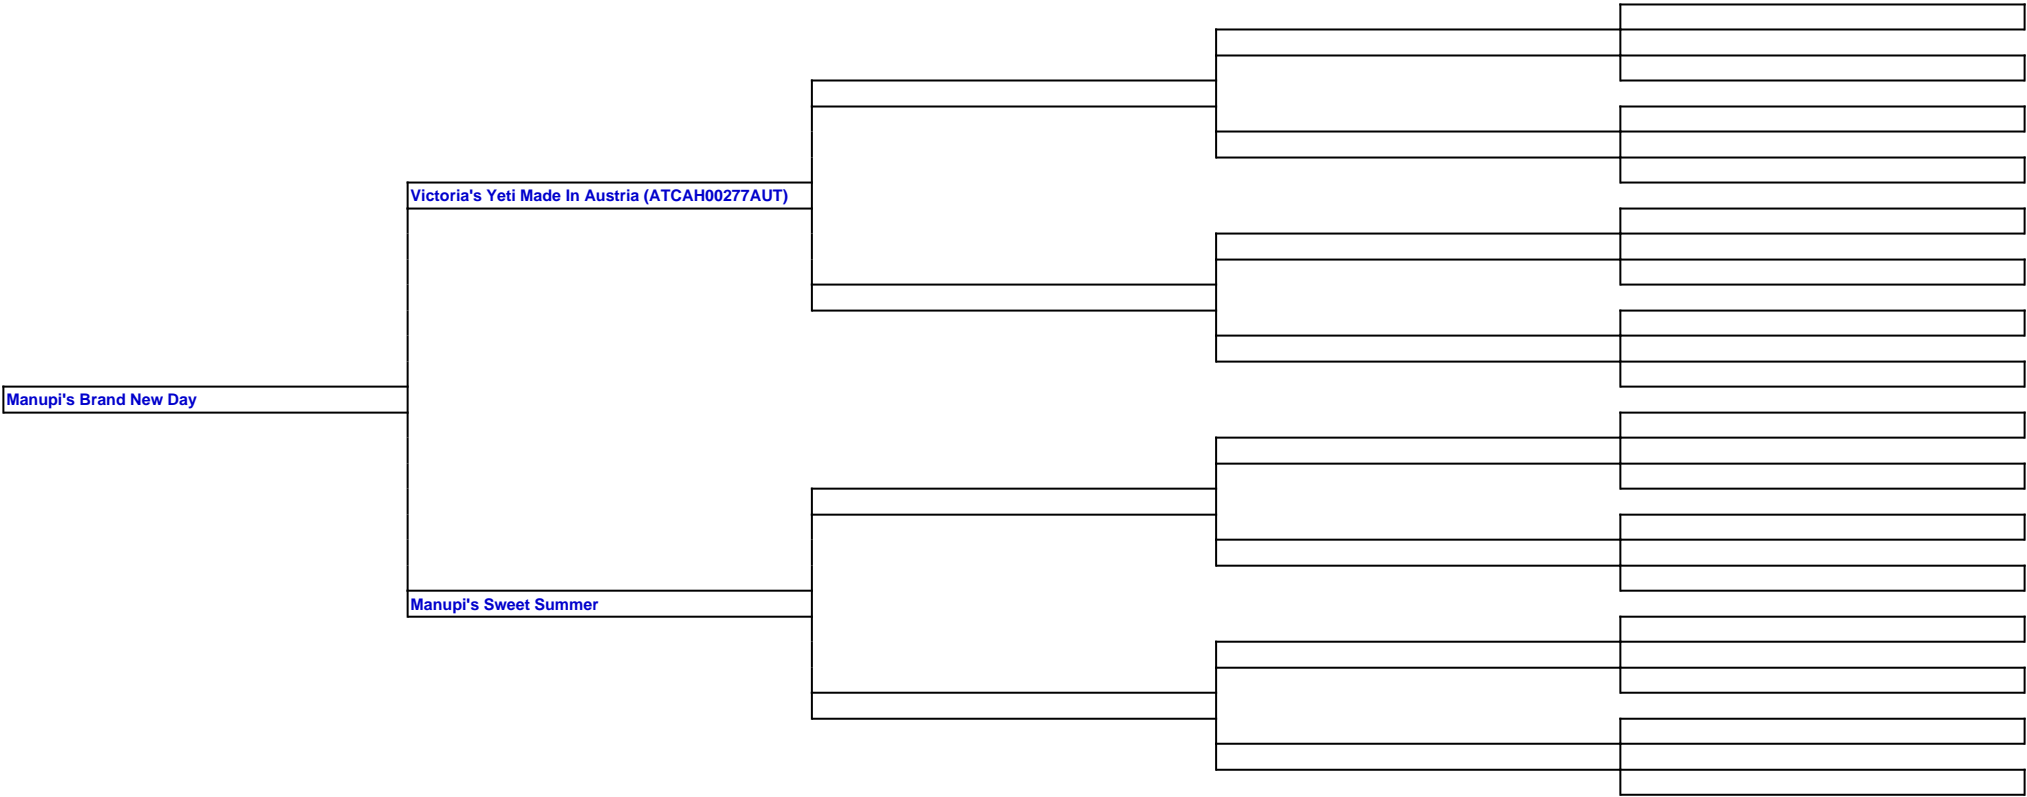 Victoria's Yeti Made In Austria (ATCAH00277AUT)
Manupi's Brand New Day
Manupi's Sweet Summer